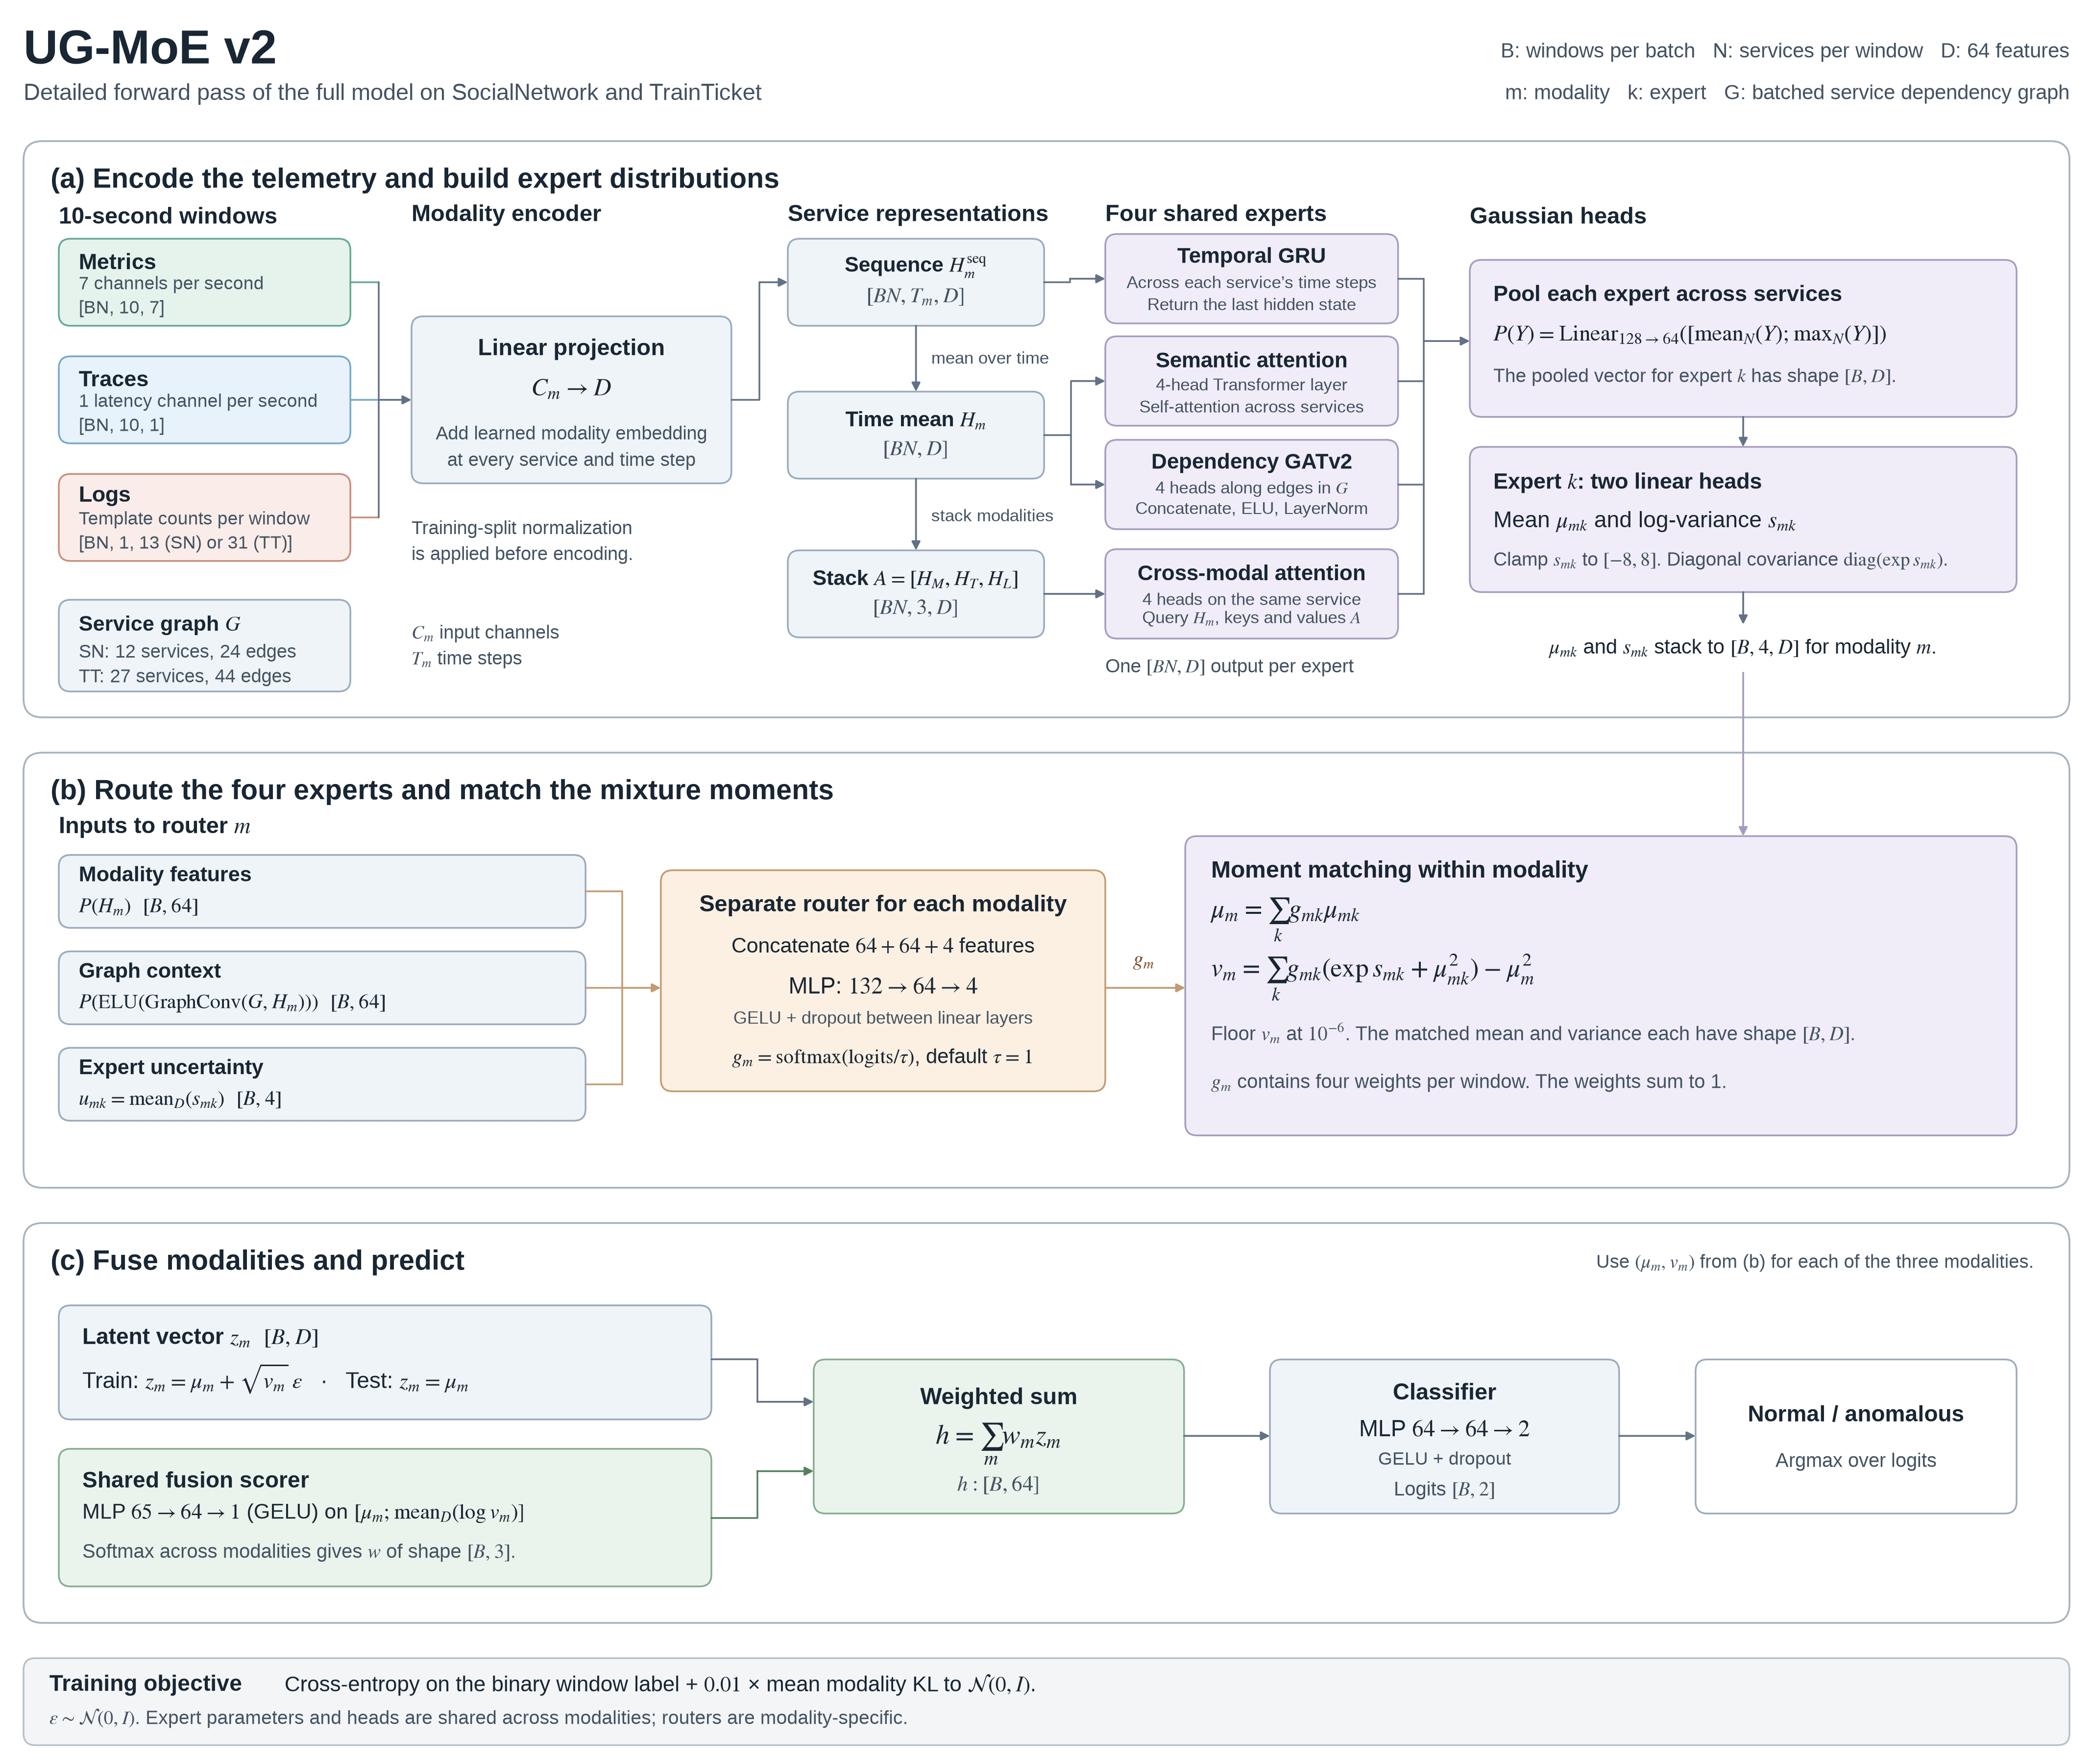 UG-MoE v2
Detailed forward pass of the full model on SocialNetwork and TrainTicket
B: windows per batch N: services per window D: 64 features
m: modality k: expert G: batched service dependency graph
(a) Encode the telemetry and build expert distributions
10-second windows
Metrics
7 channels per second
[BN, 10, 7]
Traces
1 latency channel per second
[BN, 10, 1]
Logs
Template counts per window
[BN, 1, 13 (SN) or 31 (TT)]
Service graph G
SN: 12 services, 24 edges
TT: 27 services, 44 edges
Modality encoder
Linear projection
C_m → D
Add learned modality embedding
at every service and time step
Training-split normalization
is applied before encoding.
C_m input channels
T_m time steps
Service representations
Sequence H_m^seq
[BN, T_m, D]
mean over time
Time mean H_m
[BN, D]
stack modalities
Stack A = [H_M, H_T, H_L]
[BN, 3, D]
Four shared experts
Temporal GRU
Across each service's time steps
Return the last hidden state
Semantic attention
4-head Transformer layer
Self-attention across services
Dependency GATv2
4 heads along edges in G
Concatenate, ELU, LayerNorm
Cross-modal attention
4 heads on the same service
Query H_m, keys and values A
One [BN, D] output per expert
Gaussian heads
Pool each expert across services
P(Y) = Linear_{128→64}([mean_N(Y); max_N(Y)])
The pooled vector for expert k has shape [B, D].
Expert k: two linear heads
Mean μ_mk and log-variance s_mk
Clamp s_mk to [−8, 8]. Diagonal covariance diag(exp s_mk).
μ_mk and s_mk stack to [B, 4, D] for modality m.
(b) Route the four experts and match the mixture moments
Inputs to router m
Modality features
P(H_m) [B, 64]
Graph context
P(ELU(GraphConv(G, H_m))) [B, 64]
Expert uncertainty
u_mk = mean_D(s_mk) [B, 4]
Separate router for each modality
Concatenate 64 + 64 + 4 features
MLP: 132 → 64 → 4
GELU + dropout between linear layers
g_m = softmax(logits/τ), default τ = 1
g_m
Moment matching within modality
μ_m = ∑_k g_mk μ_mk
v_m = ∑_k g_mk(exp s_mk + μ_mk^2) − μ_m^2
Floor v_m at 10^−6. The matched mean and variance each have shape [B, D].
g_m contains four weights per window. The weights sum to 1.
(c) Fuse modalities and predict
Use (μ_m, v_m) from (b) for each of the three modalities.
Latent vector z_m [B, D]
Train: z_m = μ_m + √v_m ε · Test: z_m = μ_m
Shared fusion scorer
MLP 65 → 64 → 1 (GELU) on [μ_m; mean_D(log v_m)]
Softmax across modalities gives w of shape [B, 3].
Weighted sum
h = ∑_m w_m z_m
h : [B, 64]
Classifier
MLP 64 → 64 → 2
GELU + dropout
Logits [B, 2]
Normal / anomalous
Argmax over logits
Training objective Cross-entropy on the binary window label + 0.01 × mean modality KL to 𝒩(0, I).
ε ~ 𝒩(0, I). Expert parameters and heads are shared across modalities; routers are modality-specific.